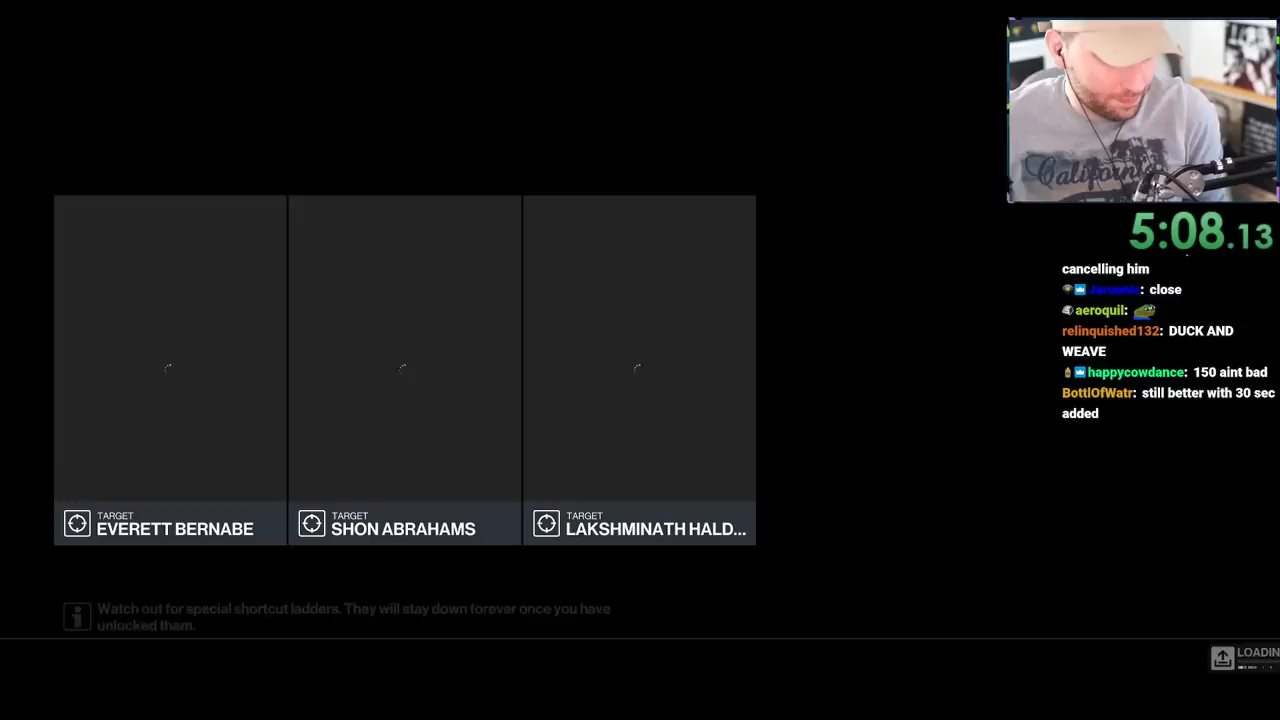 California
5:08.13
cancelling him
Jaruonic: close
aeroquil:
relinquished132: DUCK AND
WEAVE
happycowdance: 150 aint bad
BottlOfWatr: still better with 30 sec
added
TARGET
EVERETT BERNABE
TARGET
SHON ABRAHAMS
TARGET
LAKSHMINATH HALD...
Watch out for special shortcut ladders. They will stay down forever once you have
unlocked them.
LOADIN